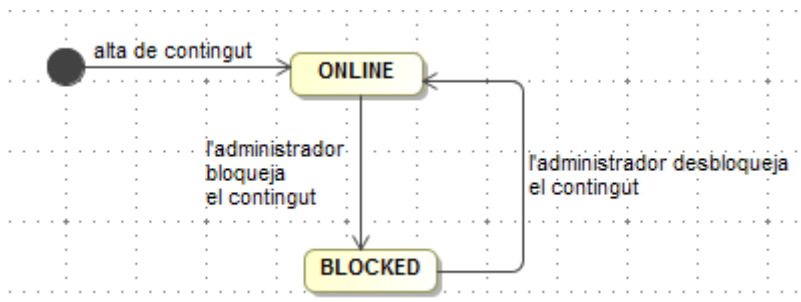 alta de contingut
ONLINE
l'administrador
bloqueja
el contingut
l'administrador desbloqueja
el contingut
BLOCKED